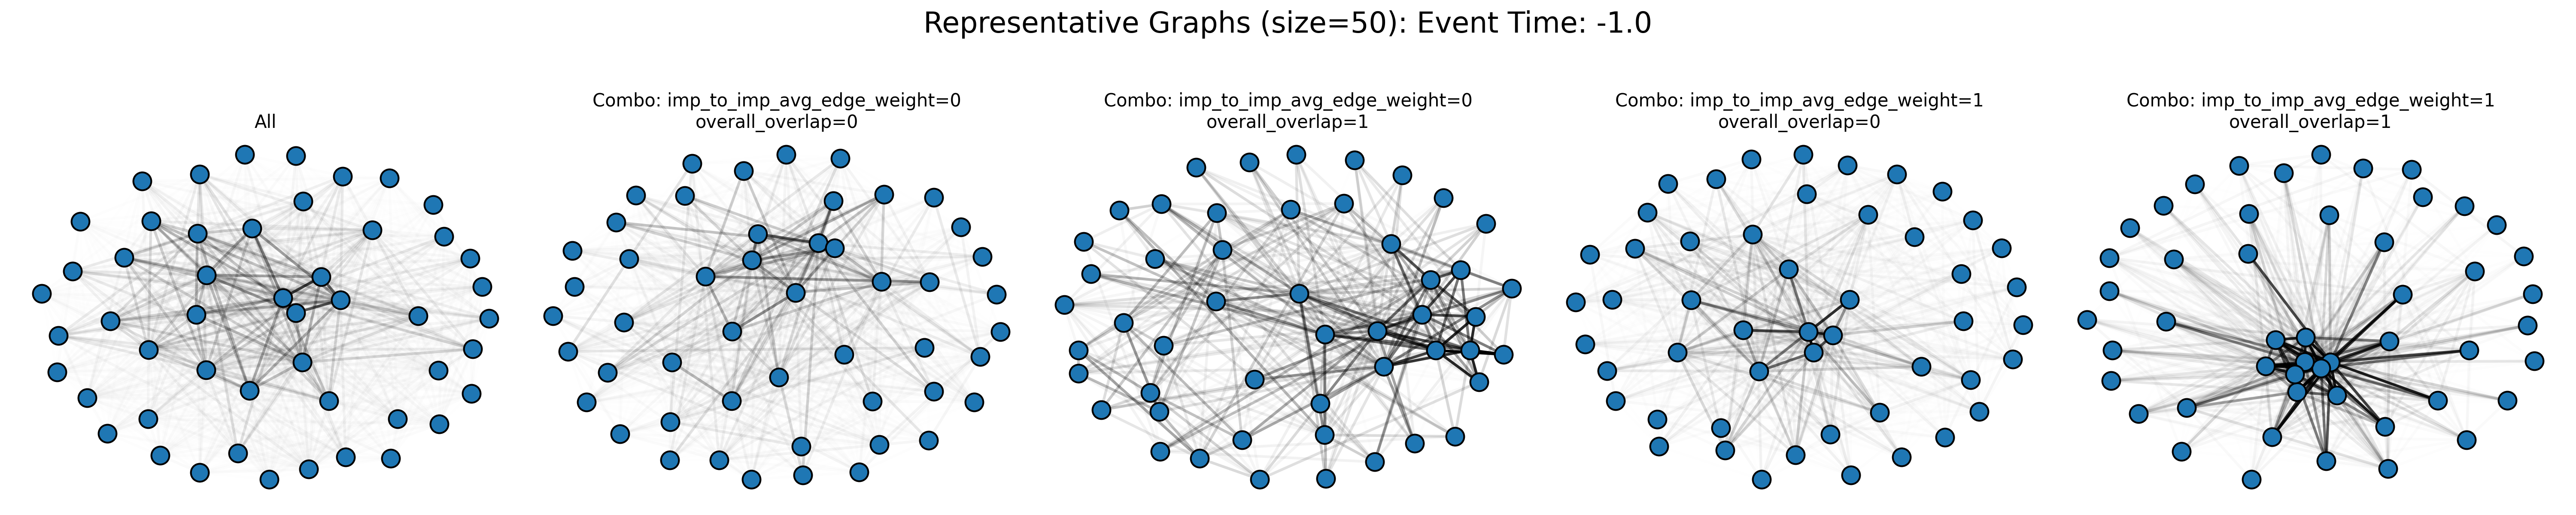 Representative Graphs (size=50): Event Time: -1.0
All
Combo: imp_to_imp_avg_edge_weight=0
overall_overlap=0
Combo: imp_to_imp_avg_edge_weight=0
overall_overlap=1
Combo: imp_to_imp_avg_edge_weight=1
overall_overlap=0
Combo: imp_to_imp_avg_edge_weight=1
overall_overlap=1